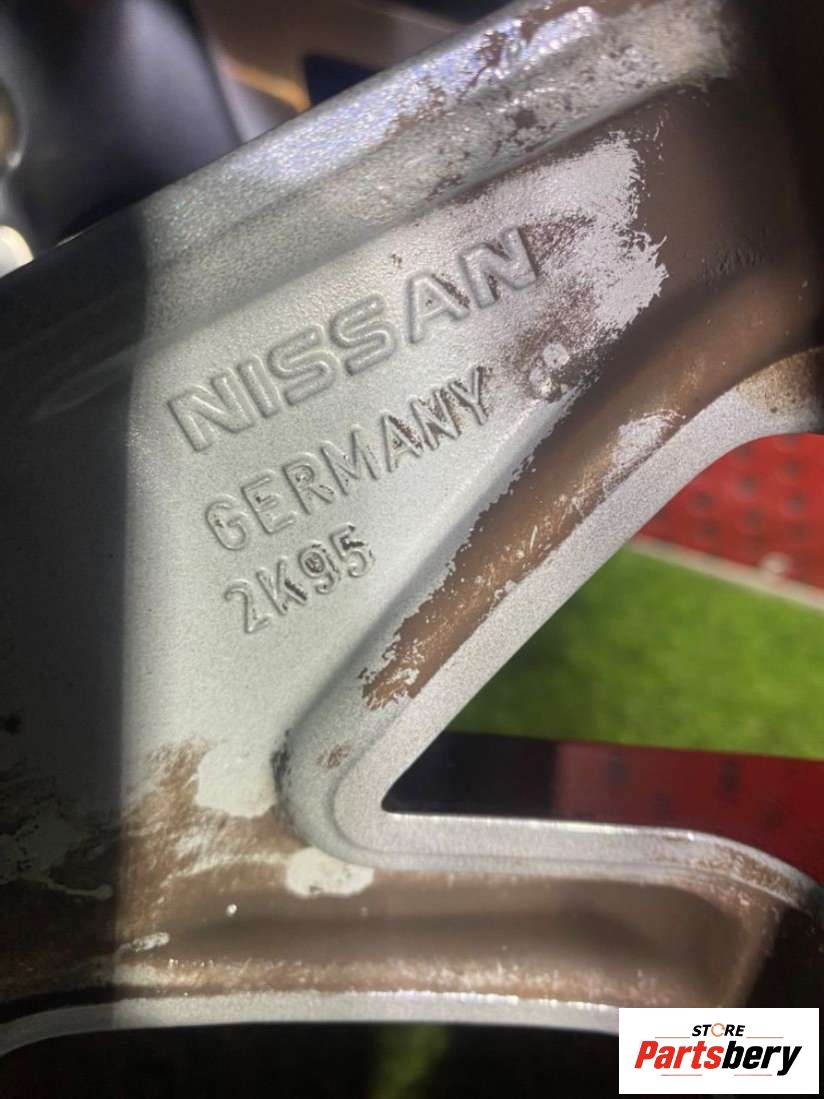 NISSAN
GERMANY
2K95
STORE
Partsbery